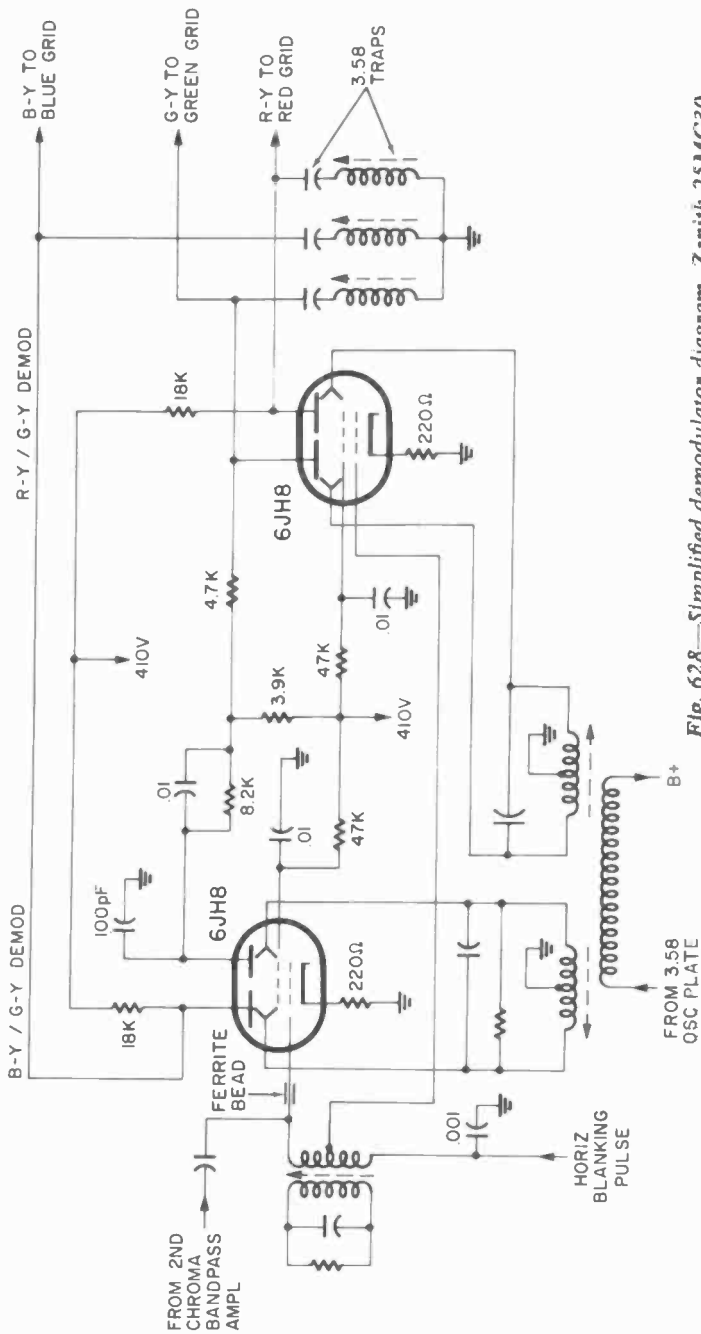 B-Y TO
BLUE GRID
G-Y TO
GREEN GRID
R-Y TO
RED GRID
3.58
TRAPS
R-Y / G-Y DEMOD
18K
6JH8
220Ω
4.7K
.01
47K
3.9K
410V
410V
.01
8.2K
.01
47K
100pF
6JH8
B-Y / G-Y DEMOD
18K
220Ω
FERRITE
BEAD
FROM 2ND
CHROMA
BANDPASS
AMPL
.001
HORIZ
BLANKING
PULSE
FROM 3.58
OSC PLATE
B+
Fig. 628—Simplified demodulator diagram, Zenith 25MC30